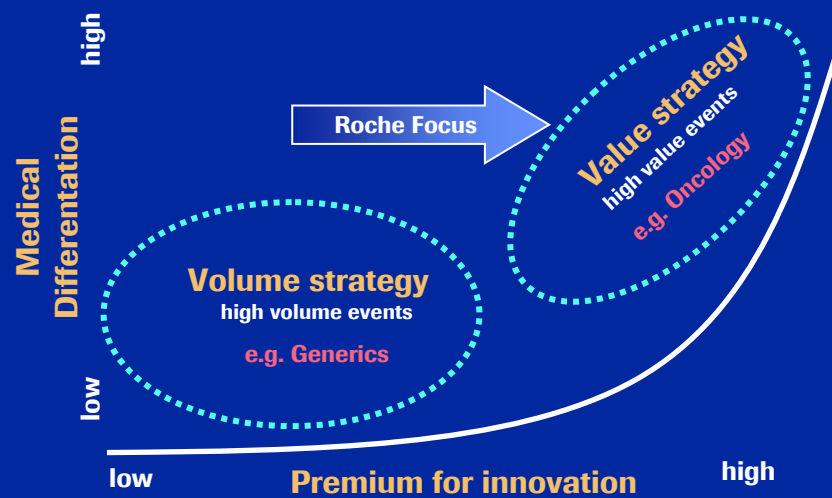 high
Medical
Differentation
low
Roche Focus
Value strategy
high value events
e.g. Oncology
Volume strategy
high volume events
e.g. Generics
low
Premium for innovation
high